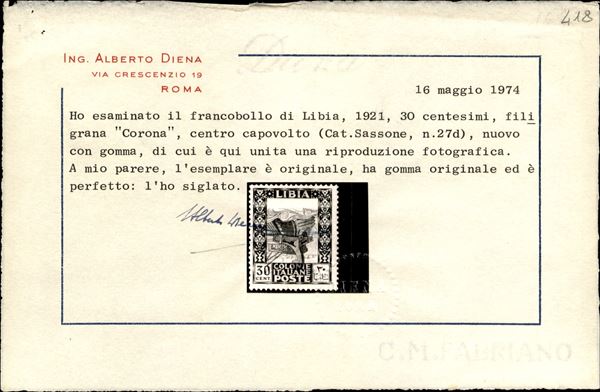 418
ING. ALBERTO DIENA
VIA CRESCENZIO 19
ROMA
16 maggio 1974
Ho esaminato il francobollo di Libia, 1921, 30 centesimi, fili
grana "Corona", centro capovolto (Cat.Sassone, n.27d), nuovo
con gomma, di cui è qui unita una riproduzione fotografica.
A mio parere, l'esemplare è originale, ha gomma originale ed è
perfetto: l'ho siglato.
LIBIA
30
CENT
COLONIE
ITALIANE
POSTE
C.M.FABRIANO